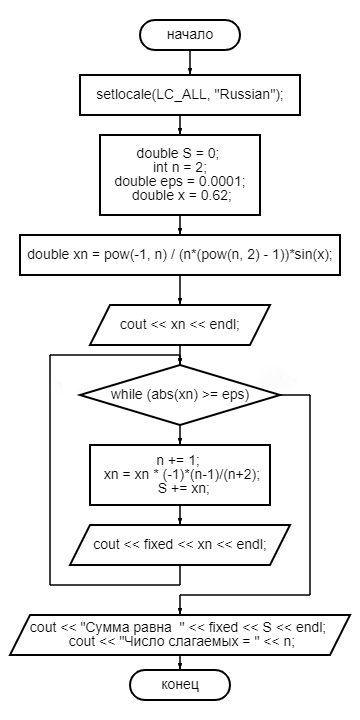 начало
setlocale(LC_ALL, "Russian");
double S = 0;
int n = 2;
double eps = 0.0001;
double x = 0.62;
double xn = pow(-1, n) / (n*(pow(n, 2) - 1))*sin(x);
cout << xn << endl;
while (abs(xn) >= eps)
n += 1;
xn = xn * (-1)*(n-1)/(n+2);
S += xn;
cout << fixed << xn << endl;
cout << "Сумма равна  " << fixed << S << endl;
cout << "Число слагаемых = " << n;
конец